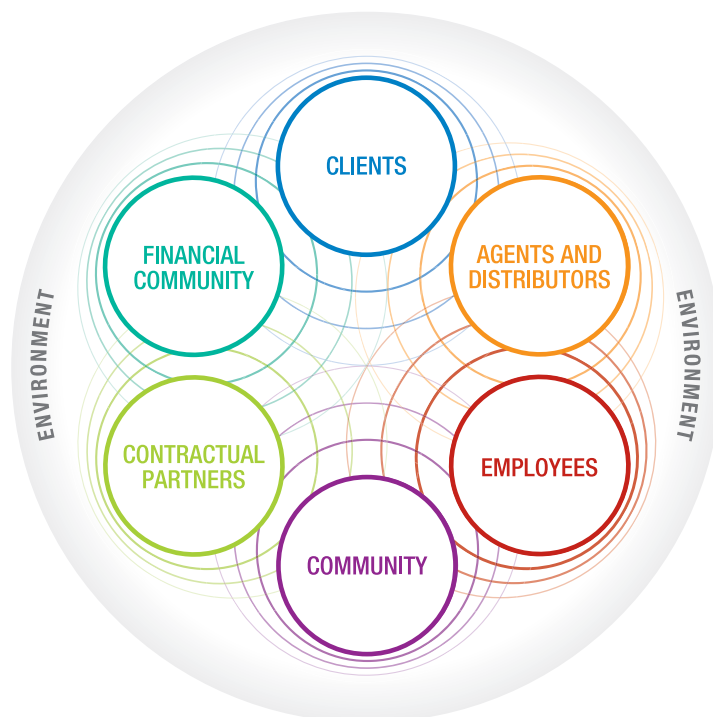 CLIENTS
FINANCIAL
COMMUNITY
AGENTS AND
DISTRIBUTORS
ENVIRONMENT
ENVIRONMENT
CONTRACTUAL
PARTNERS
EMPLOYEES
COMMUNITY